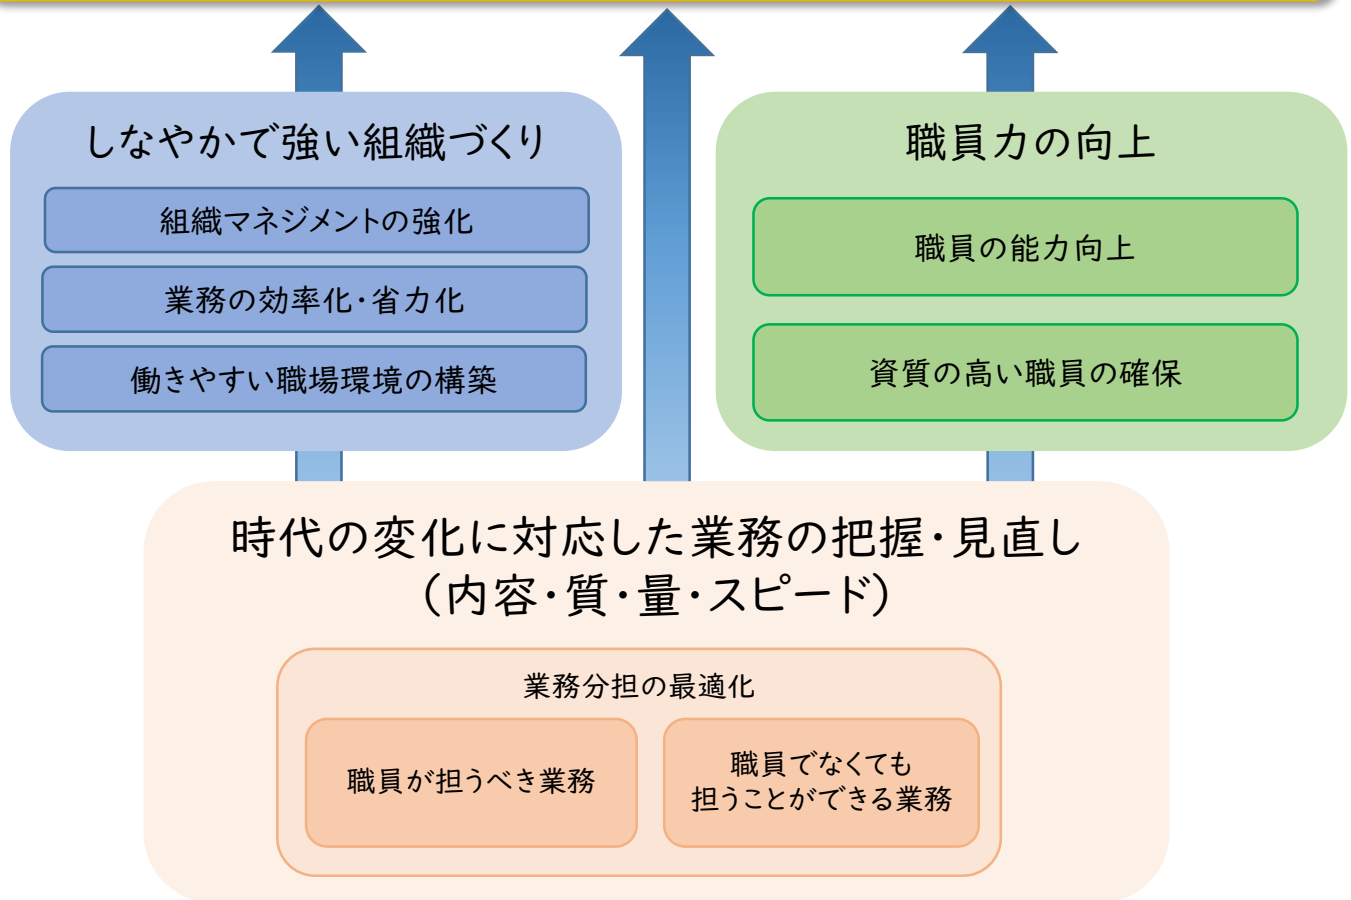 しなやかで強い組織づくり
組織マネジメントの強化
業務の効率化・省力化
働きやすい職場環境の構築
職員力の向上
職員の能力向上
資質の高い職員の確保
時代の変化に対応した業務の把握・見直し
（内容・質・量・スピード）
業務分担の最適化
職員が担うべき業務
職員でなくても
担うことができる業務